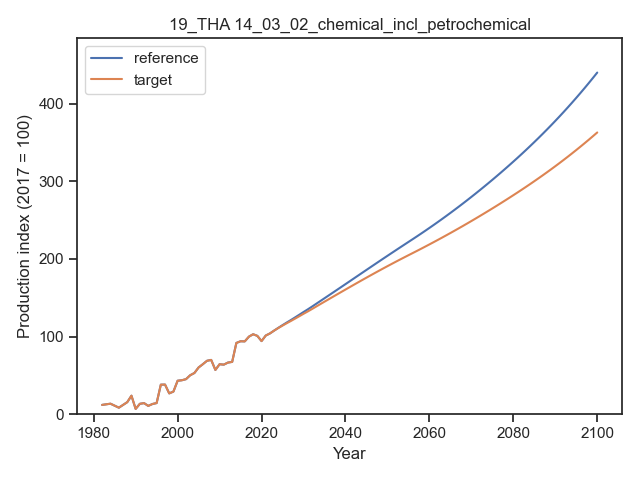 19_THA 14_03_02_chemical_incl_petrochemical
reference
target
Production index (2017 = 100)
400
300
200
100
0
1980 2000 2020 2040 2060 2080 2100
Year